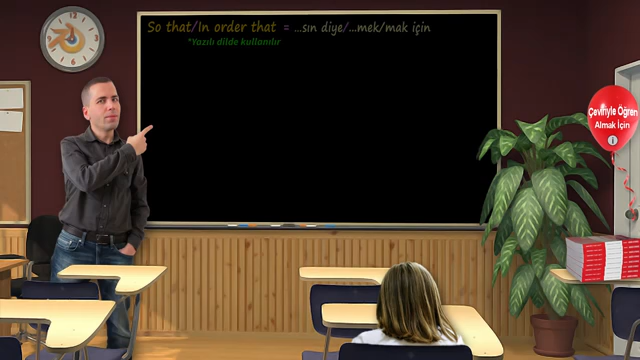 So that/In order that = ...sın diye/...mek/mak için
*Yazılı dilde kullanılır
Çeviriyle Öğren
Almak İçin
i